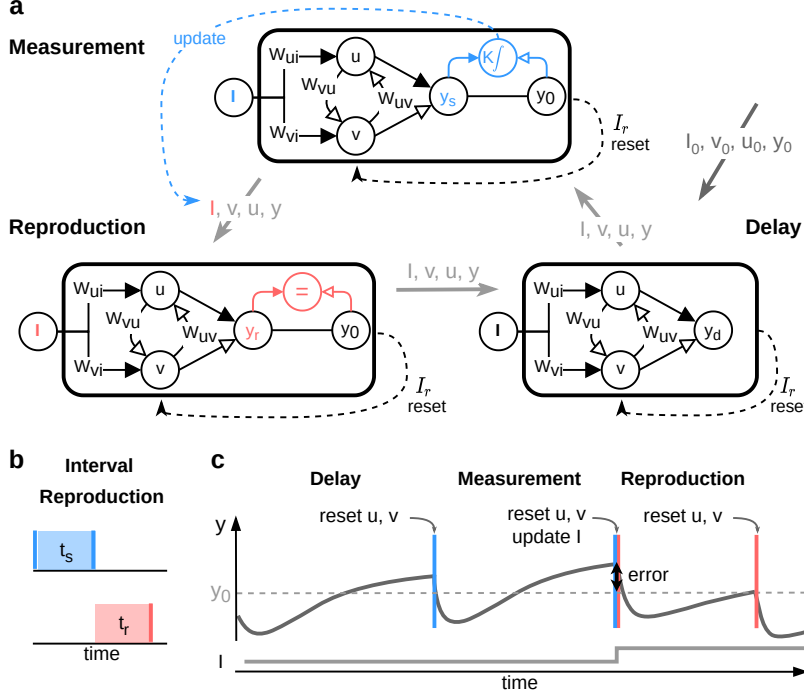 a
Measurement
update
I
W_ui
W_vi
u
W_vu
W_uv
v
y_s
K∫
y_0
I_r
reset
I_0, v_0, u_0, y_0
I, v, u, y
I, v, u, y
Reproduction
Delay
I
W_ui
W_vi
u
W_vu
W_uv
v
y_r
=
y_0
I_r
reset
I, v, u, y
I
W_ui
W_vi
u
W_vu
W_uv
v
y_d
I_r
reset
b
Interval
Reproduction
t_s
t_r
time
c
Delay
Measurement
Reproduction
reset u, v
reset u, v
update I
reset u, v
y
y_0
error
I
time